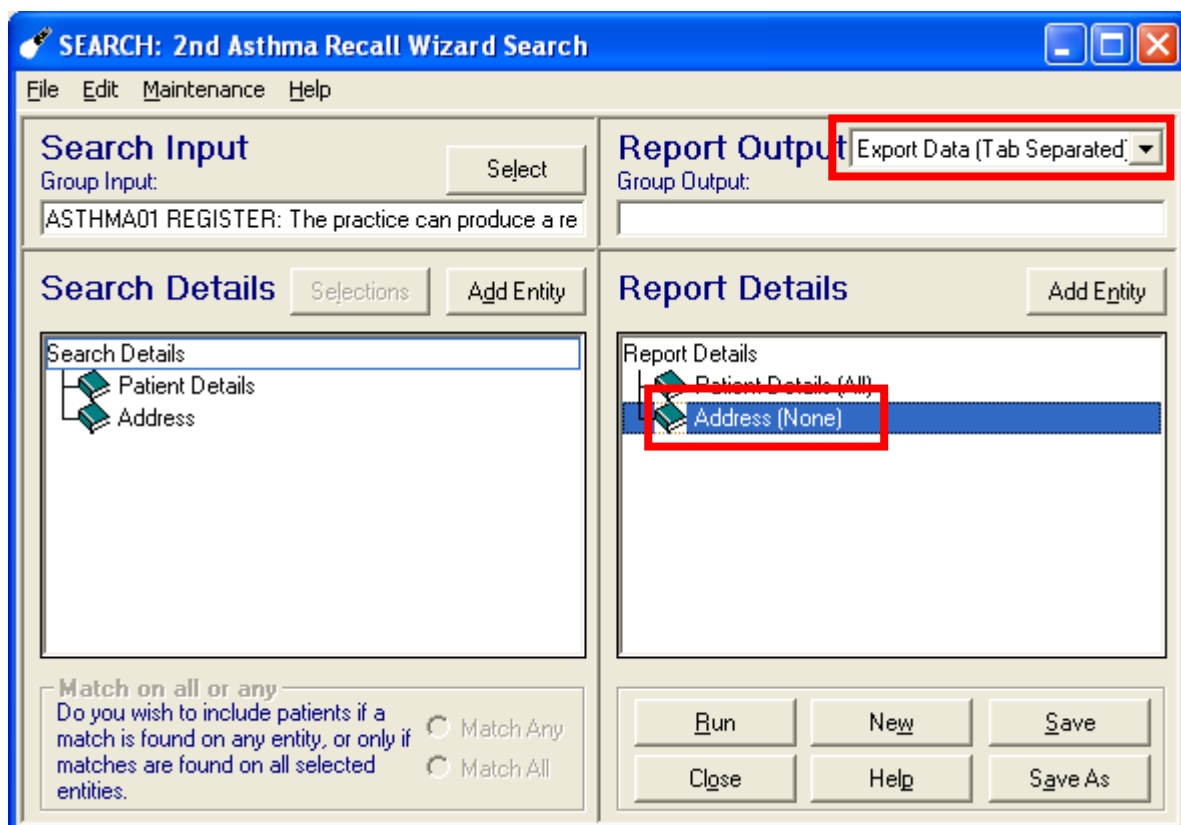 SEARCH: 2nd Asthma Recall Wizard Search
File Edit Maintenance Help
Search Input
Group Input:
Select
ASTHMA01 REGISTER: The practice can produce a re
Report Output
Export Data (Tab Separated)
Group Output:
Search Details
Selections
Add Entity
Search Details
Patient Details
Address
Report Details
Add Entity
Report Details
Patient Details (All)
Address (None)
Match on all or any
Do you wish to include patients if a
match is found on any entity, or only if
matches are found on all selected
entities.
Match Any
Match All
Run
New
Save
Close
Help
Save As